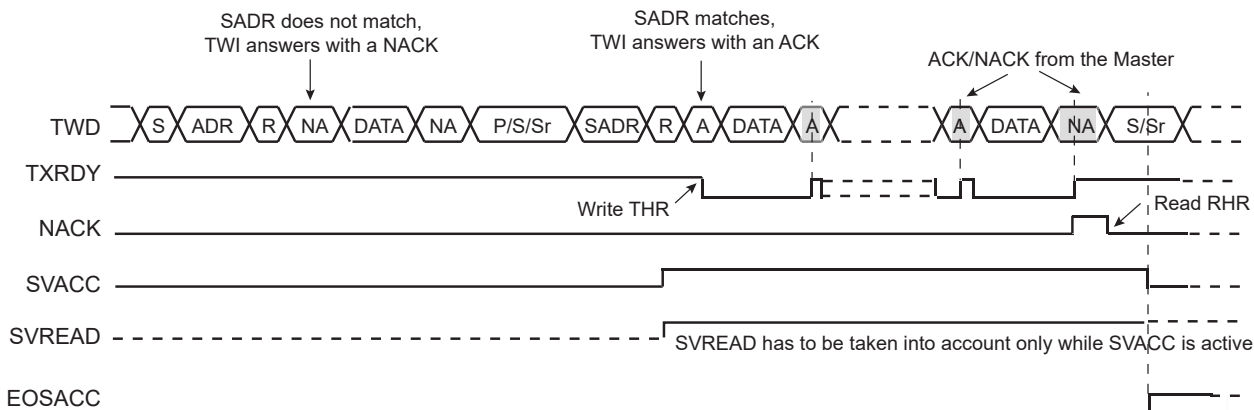 SADR does not match,
TWI answers with a NACK
SADR matches,
TWI answers with an ACK
ACK/NACK from the Master
TWD S ADR R NA DATA NA P/S/Sr SADR R A DATA A A DATA NA S/Sr
TXRDY
Write THR
Read RHR
NACK
SVACC
SVREAD
SVREAD has to be taken into account only while SVACC is active
EOSACC